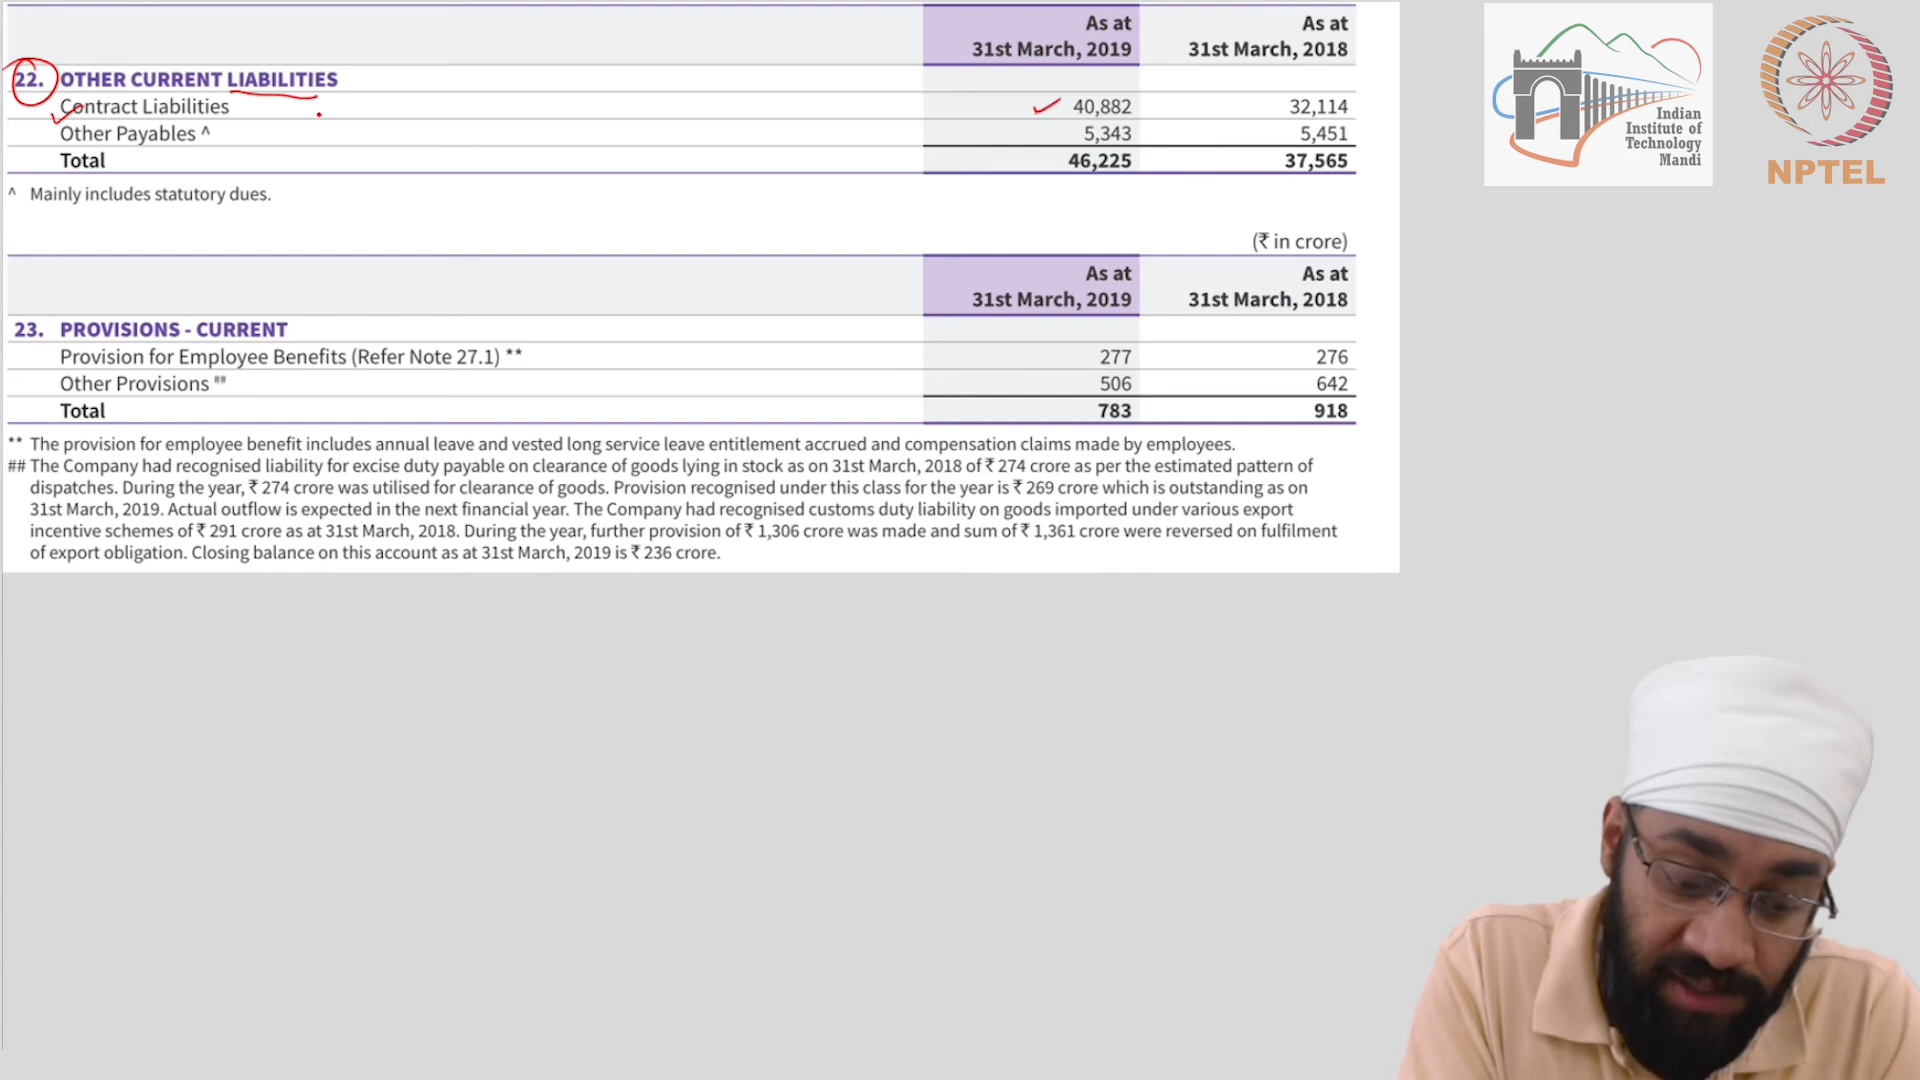 As at As at
31st March, 2019 31st March, 2018
22. OTHER CURRENT LIABILITIES
Contract Liabilities 40,882 32,114
Other Payables ^ 5,343 5,451
Total 46,225 37,565
^ Mainly includes statutory dues.
(₹ in crore)
As at As at
31st March, 2019 31st March, 2018
23. PROVISIONS - CURRENT
Provision for Employee Benefits (Refer Note 27.1) ** 277 276
Other Provisions ## 506 642
Total 783 918
** The provision for employee benefit includes annual leave and vested long service leave entitlement accrued and compensation claims made by employees.
## The Company had recognised liability for excise duty payable on clearance of goods lying in stock as on 31st March, 2018 of ₹ 274 crore as per the estimated pattern of
dispatches. During the year, ₹ 274 crore was utilised for clearance of goods. Provision recognised under this class for the year is ₹ 269 crore which is outstanding as on
31st March, 2019. Actual outflow is expected in the next financial year. The Company had recognised customs duty liability on goods imported under various export
incentive schemes of ₹ 291 crore as at 31st March, 2018. During the year, further provision of ₹ 1,306 crore was made and sum of ₹ 1,361 crore were reversed on fulfilment
of export obligation. Closing balance on this account as at 31st March, 2019 is ₹ 236 crore.
Indian
Institute of
Technology
Mandi
NPTEL